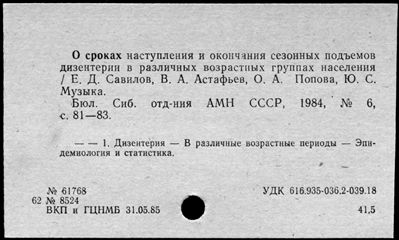 О сроках наступления и окончания сезонных подъемов
дизентерии в различных возрастных группах населения
/ Е. Д. Савилов, В. А. Астафьев, О. А. Попова, Ю. С.
Музыка.
Бюл. Сиб. отд-ния АМН СССР, 1984, № 6,
с. 81—83.
— — 1. Дизентерия — В различные возрастные периоды — Эпи-
демиология и статистика.
№ 61768 УДК 616.935-036.2-039.18
62 № 8524
ВКП и ГЦНМБ 31.05.85 41,5